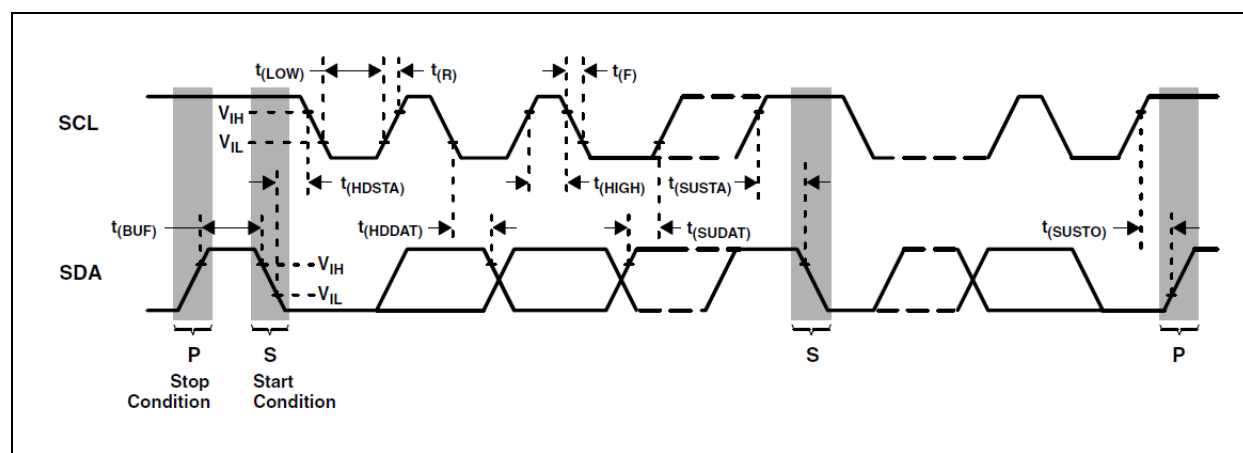 t(LOW)
t(R)
t(F)
SCL
VIH
VIL
t(HDSTA)
t(HIGH)
t(SUSTA)
t(BUF)
t(HDDAT)
t(SUDAT)
t(SUSTO)
SDA
VIH
VIL
P
S
S
P
Stop
Condition
Start
Condition